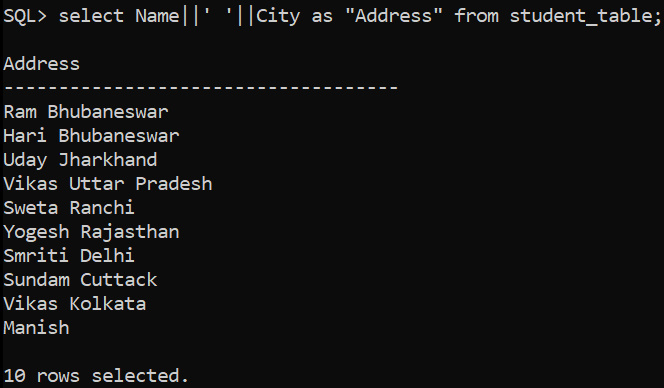 SQL> select Name||' '||City as "Address" from student_table;
Address
------------------------------------
Ram Bhubaneswar
Hari Bhubaneswar
Uday Jharkhand
Vikas Uttar Pradesh
Sweta Ranchi
Yogesh Rajasthan
Smriti Delhi
Sundam Cuttack
Vikas Kolkata
Manish
10 rows selected.